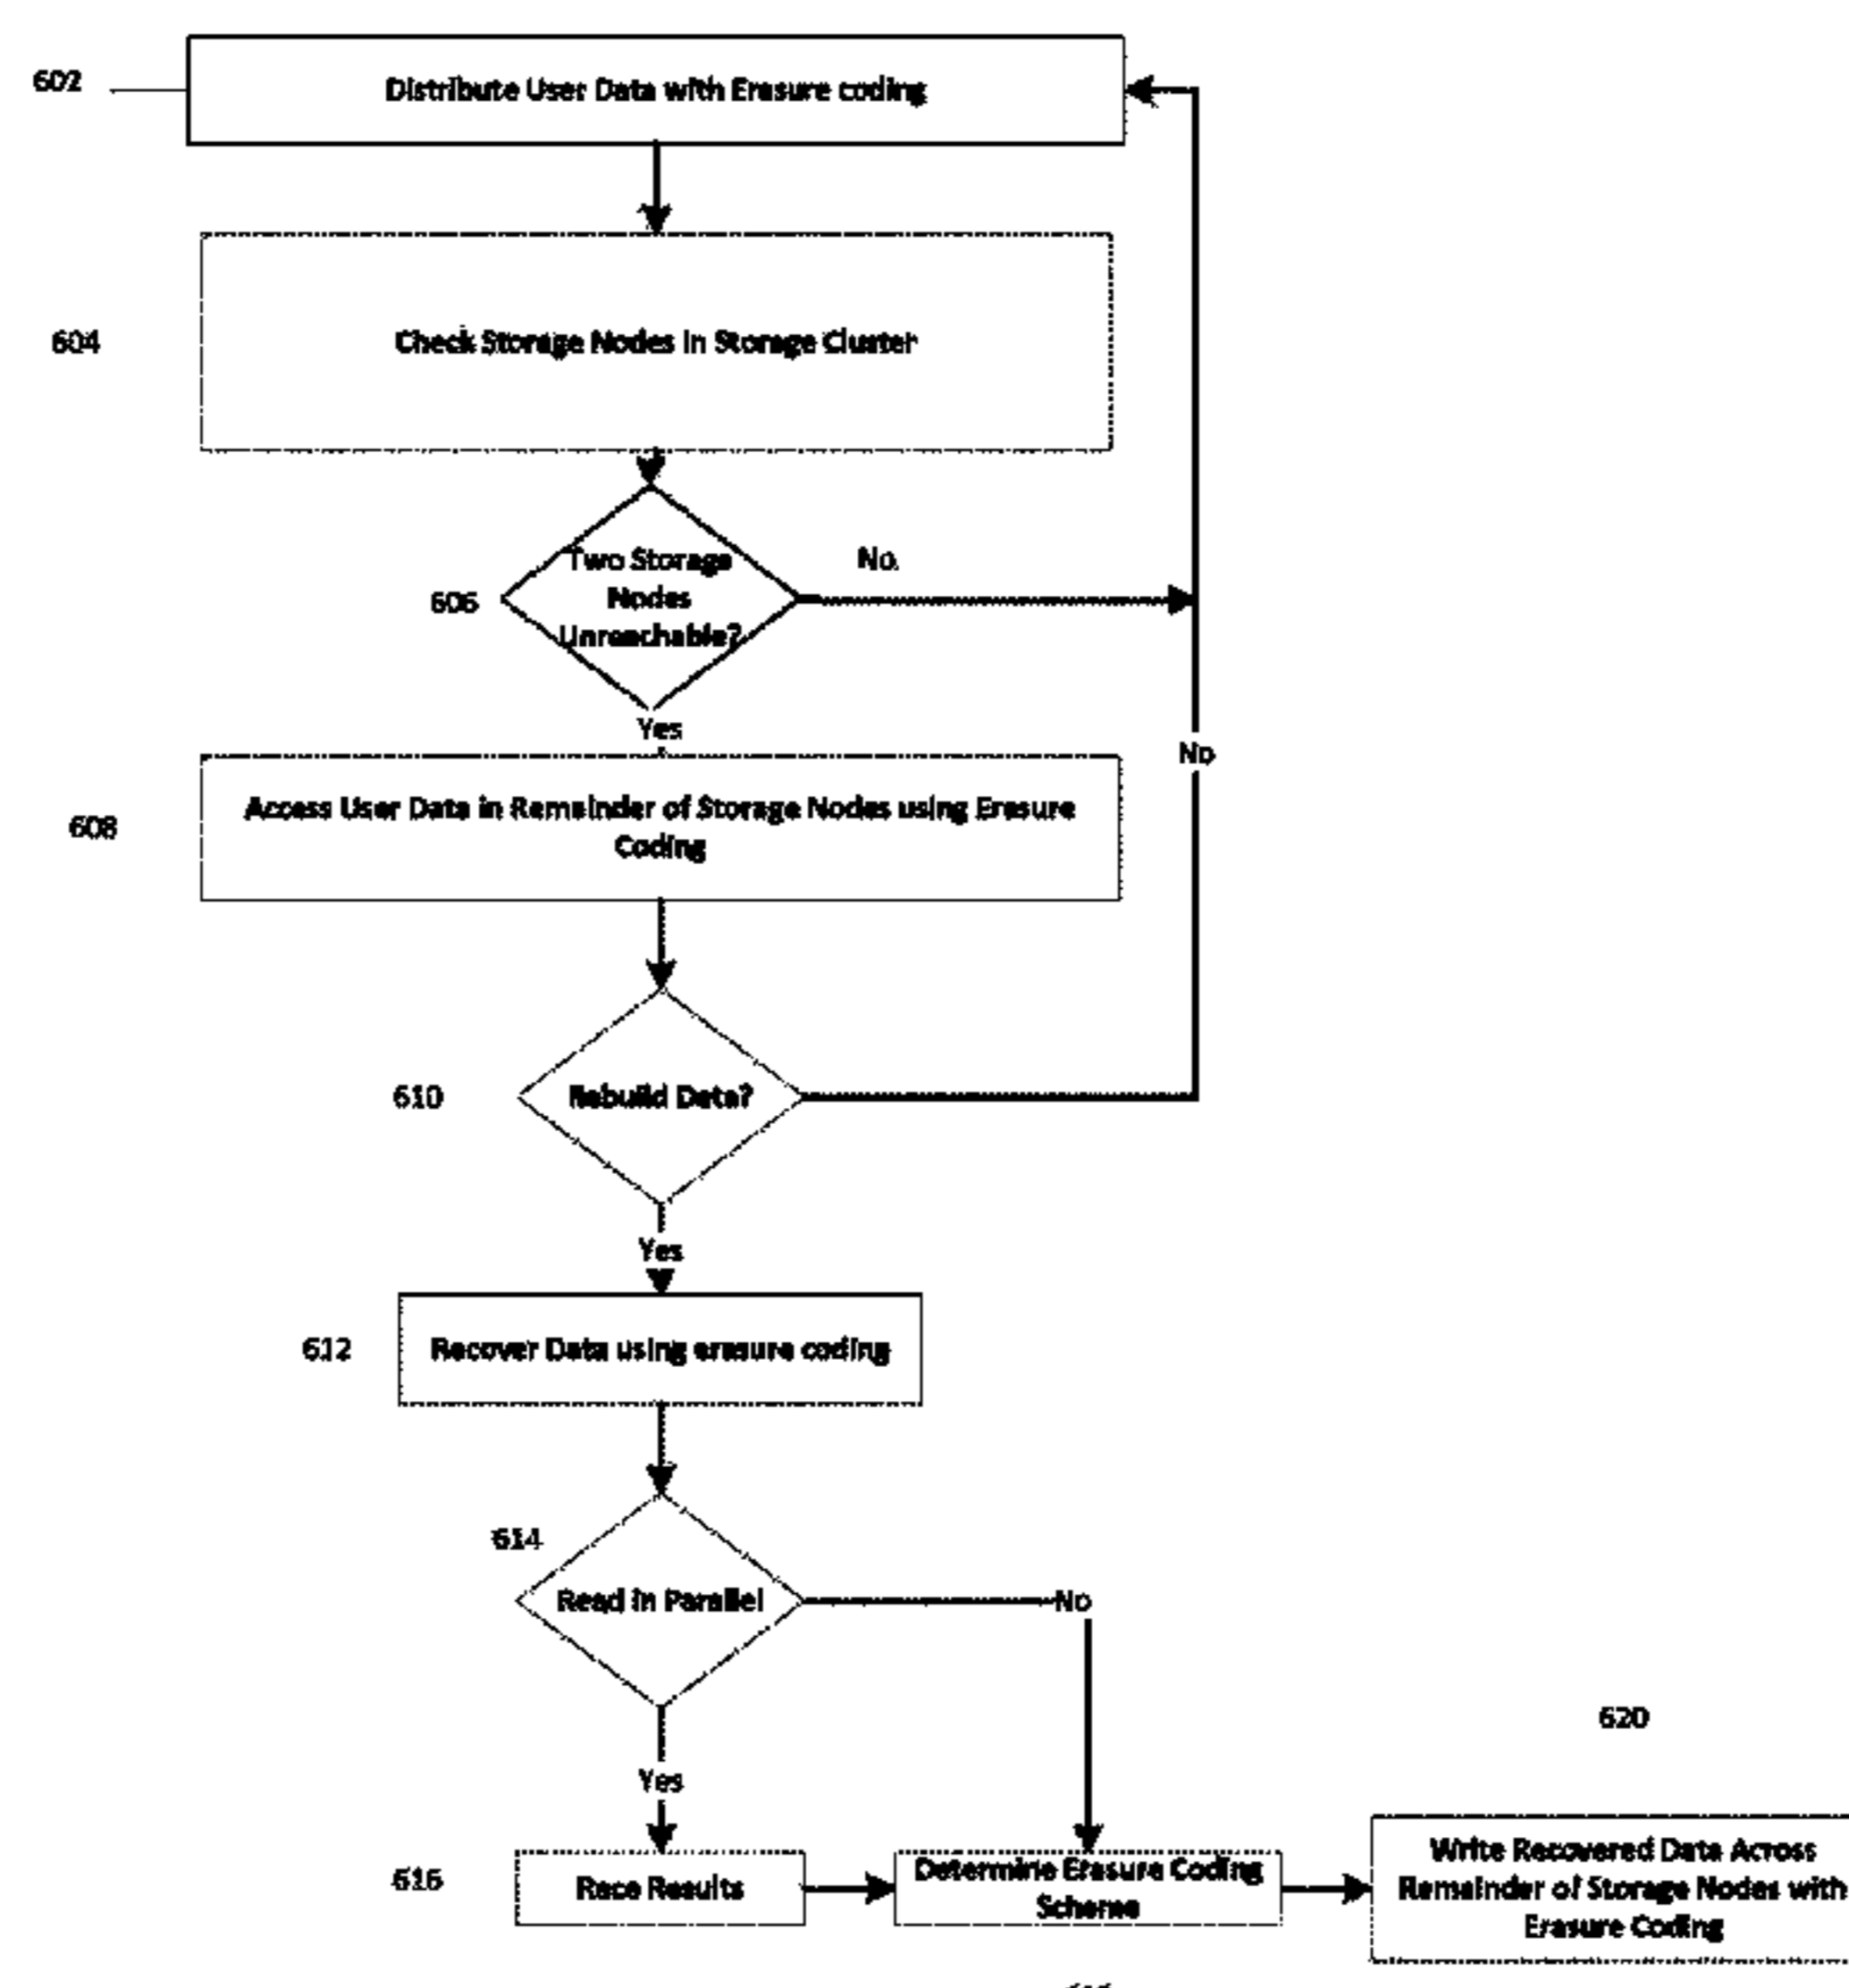 602
Distribute User Data with Erasure coding
604
Check Storage Nodes in Storage Cluster
Two Storage
Nodes
Unreachable?
No
606
Yes
No
Access User Data in Remainder of Storage Nodes using Erasure
Coding
608
610
Rebuild Data?
Yes
612
Recover Data using erasure coding
614
Read in Parallel
No
620
Yes
616
Race Results
Determine Erasure Coding
Scheme
Write Recovered Data Across
Remainder of Storage Nodes with
Erasure Coding